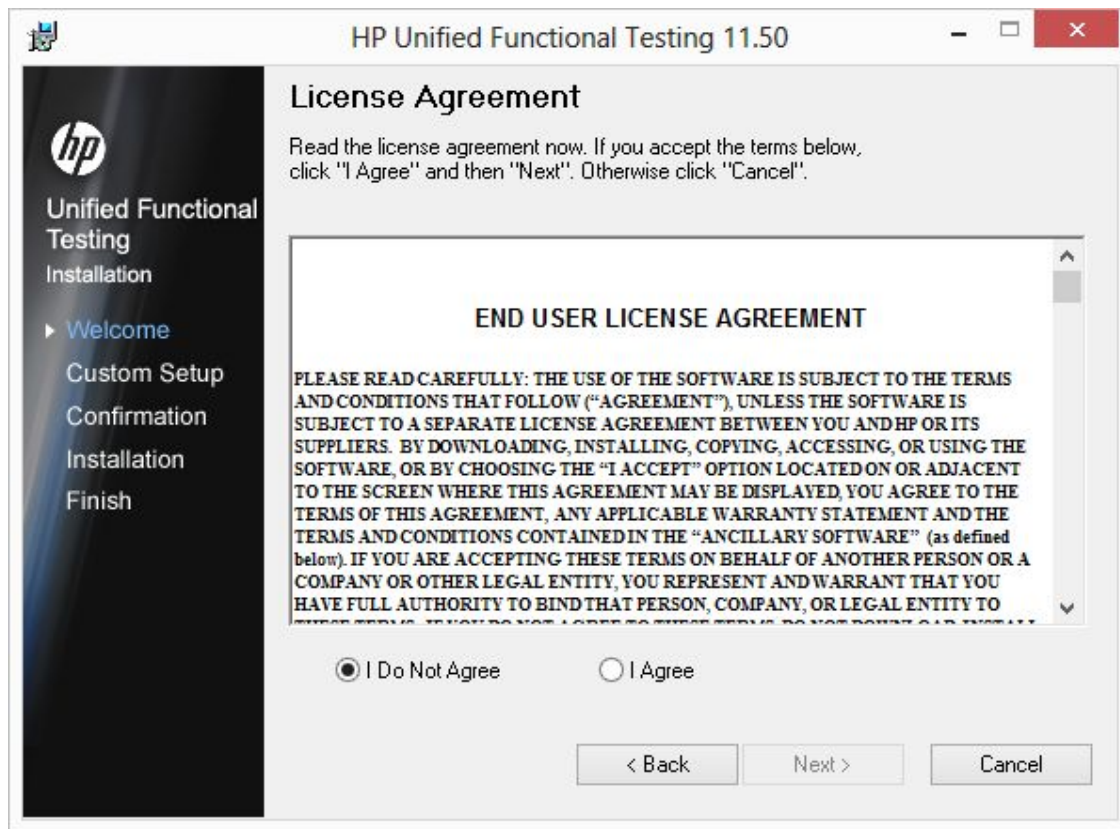 HP Unified Functional Testing 11.50
hp
Unified Functional
Testing
Installation
Welcome
Custom Setup
Confirmation
Installation
Finish
License Agreement
Read the license agreement now. If you accept the terms below,
click "I Agree" and then "Next". Otherwise click "Cancel".
END USER LICENSE AGREEMENT
PLEASE READ CAREFULLY: THE USE OF THE SOFTWARE IS SUBJECT TO THE TERMS
AND CONDITIONS THAT FOLLOW (“AGREEMENT”), UNLESS THE SOFTWARE IS
SUBJECT TO A SEPARATE LICENSE AGREEMENT BETWEEN YOU AND HP OR ITS
SUPPLIERS. BY DOWNLOADING, INSTALLING, COPYING, ACCESSING, OR USING THE
SOFTWARE, OR BY CHOOSING THE “I ACCEPT” OPTION LOCATED ON OR ADJACENT
TO THE SCREEN WHERE THIS AGREEMENT MAY BE DISPLAYED, YOU AGREE TO THE
TERMS OF THIS AGREEMENT, ANY APPLICABLE WARRANTY STATEMENT AND THE
TERMS AND CONDITIONS CONTAINED IN THE “ANCILLARY SOFTWARE” (as defined
below). IF YOU ARE ACCEPTING THESE TERMS ON BEHALF OF ANOTHER PERSON OR A
COMPANY OR OTHER LEGAL ENTITY, YOU REPRESENT AND WARRANT THAT YOU
HAVE FULL AUTHORITY TO BIND THAT PERSON, COMPANY, OR LEGAL ENTITY TO
I Do Not Agree
I Agree
< Back
Next >
Cancel